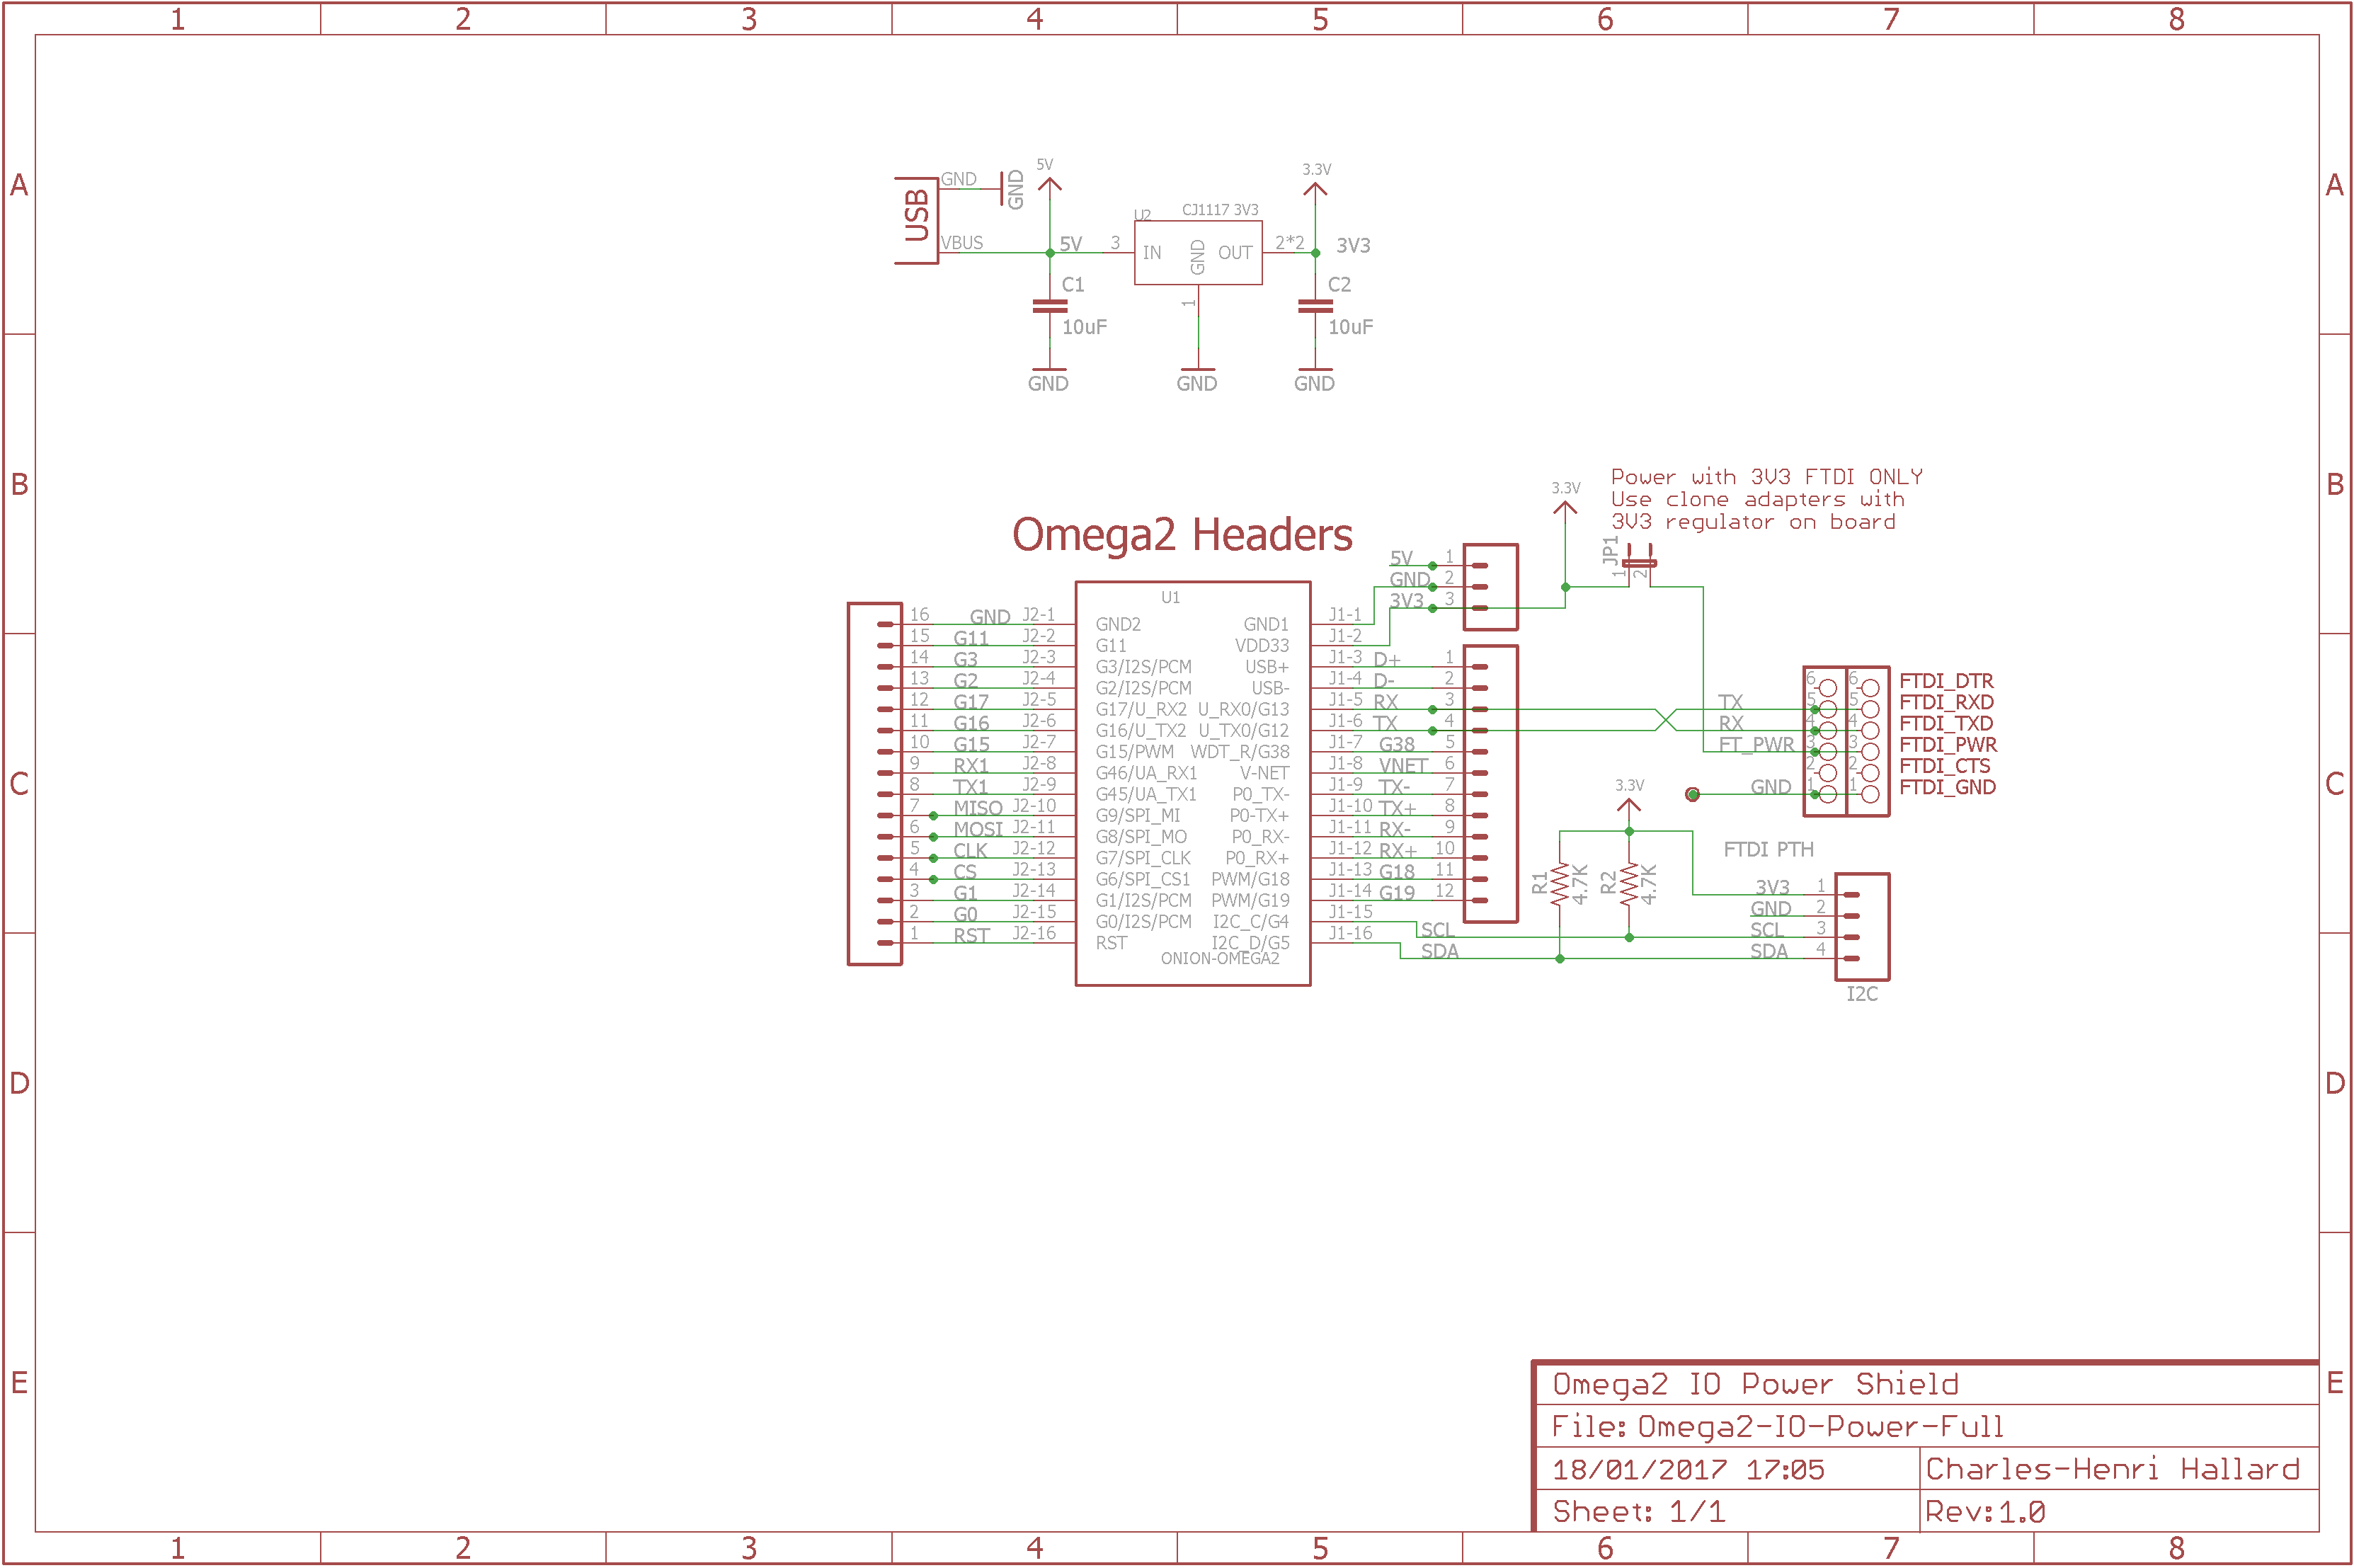 1 2 3 4 5 6 7 8
A A
B B
C C
D D
E E
USB
GND
GND
VBUS
5V
5V
3
U2
CJ1117 3V3
IN
GND
OUT
1
2*2
3.3V
3V3
C1
10uF
C2
10uF
GND
GND
GND
Omega2 Headers
3.3V
Power with 3V3 FTDI ONLY
Use clone adapters with
3V3 regulator on board
JP1
1
2
5V 1
GND 2
3V3 3
U1
16 GND J2-1 GND2
15 G11 J2-2 G11
14 G3 J2-3 G3/I2S/PCM
13 G2 J2-4 G2/I2S/PCM
12 G17 J2-5 G17/U_RX2
11 G16 J2-6 G16/U_TX2
10 G15 J2-7 G15/PWM
9 RX1 J2-8 G46/UA_RX1
8 TX1 J2-9 G45/UA_TX1
7 MISO J2-10 G9/SPI_MI
6 MOSI J2-11 G8/SPI_MO
5 CLK J2-12 G7/SPI_CLK
4 CS J2-13 G6/SPI_CS1
3 G1 J2-14 G1/I2S/PCM
2 G0 J2-15 G0/I2S/PCM
1 RST J2-16 RST
GND1 J1-1
VDD33 J1-2
USB+ J1-3 D+ 1
USB- J1-4 D- 2
U_RX0/G13 J1-5 RX 3
U_TX0/G12 J1-6 TX 4
WDT_R/G38 J1-7 G38 5
V-NET J1-8 VNET 6
P0_TX- J1-9 TX- 7
P0-TX+ J1-10 TX+ 8
P0_RX- J1-11 RX- 9
P0_RX+ J1-12 RX+ 10
PWM/G18 J1-13 G18 11
PWM/G19 J1-14 G19 12
I2C_C/G4 J1-15 SCL
I2C_D/G5 J1-16 SDA
ONION-OMEGA2
6 6 FTDI_DTR
TX 5 5 FTDI_RXD
RX 4 4 FTDI_TXD
FT_PWR 3 3 FTDI_PWR
2 2 FTDI_CTS
GND 1 1 FTDI_GND
FTDI PTH
3.3V
R1
4.7K
R2
4.7K
3V3 1
GND 2
SCL 3
SDA 4
I2C
Omega2 IO Power Shield
File: Omega2-IO-Power-Full
18/01/2017 17:05
Charles-Henri Hallard
Sheet: 1/1
Rev:1.0
1 2 3 4 5 6 7 8